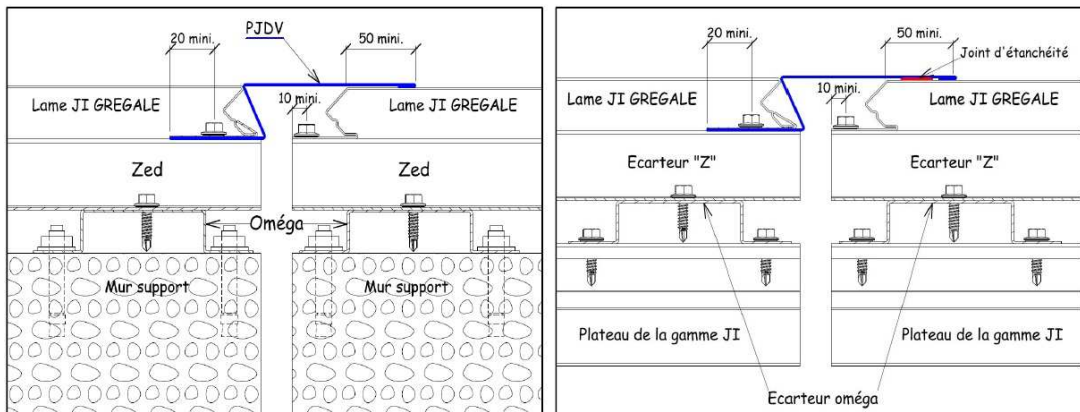 20 mini.
PJDV
50 mini.
Lame JI GREGALE
10 mini.
Lame JI GREGALE
Zed
Zed
Oméga
Mur support
Mur support
20 mini.
50 mini.
Joint d'étanchéité
Lame JI GREGALE
10 mini.
Lame JI GREGALE
Ecarteur "Z"
Ecarteur "Z"
Plateau de la gamme JI
Plateau de la gamme JI
Ecarteur oméga